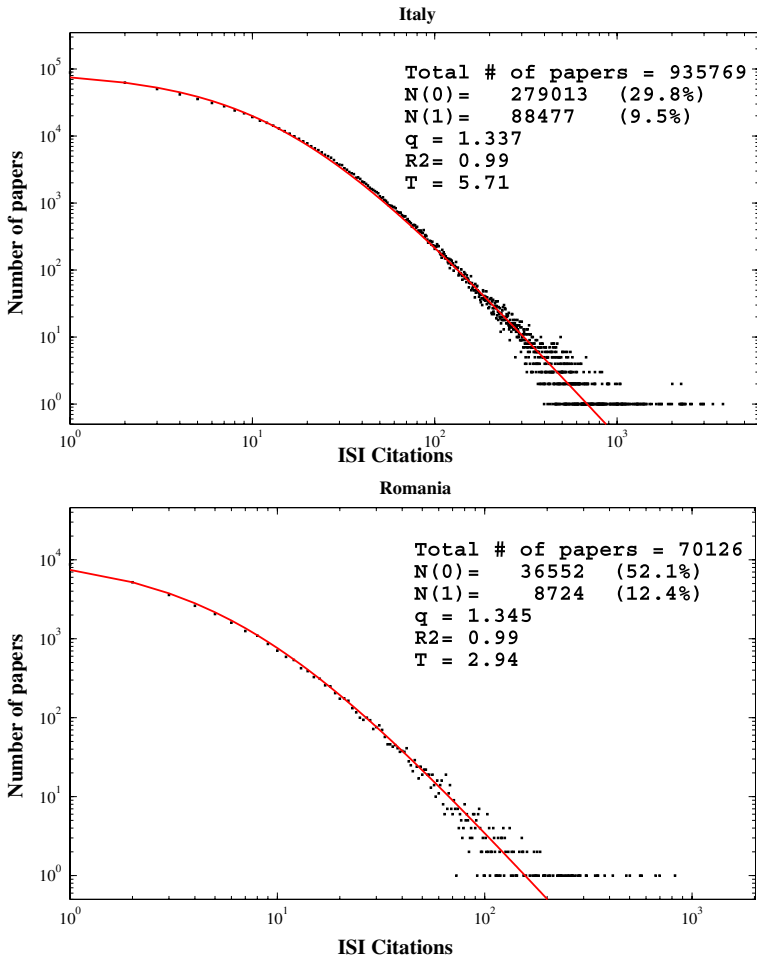 Italy
Number of papers
10^5
10^4
10^3
10^2
10^1
10^0
Total # of papers = 935769
N(0)= 279013 (29.8%)
N(1)= 88477 (9.5%)
q = 1.337
R2= 0.99
T = 5.71
10^0 10^1 10^2 10^3
ISI Citations
Romania
Number of papers
10^4
10^3
10^2
10^1
10^0
Total # of papers = 70126
N(0)= 36552 (52.1%)
N(1)= 8724 (12.4%)
q = 1.345
R2= 0.99
T = 2.94
10^0 10^1 10^2 10^3
ISI Citations